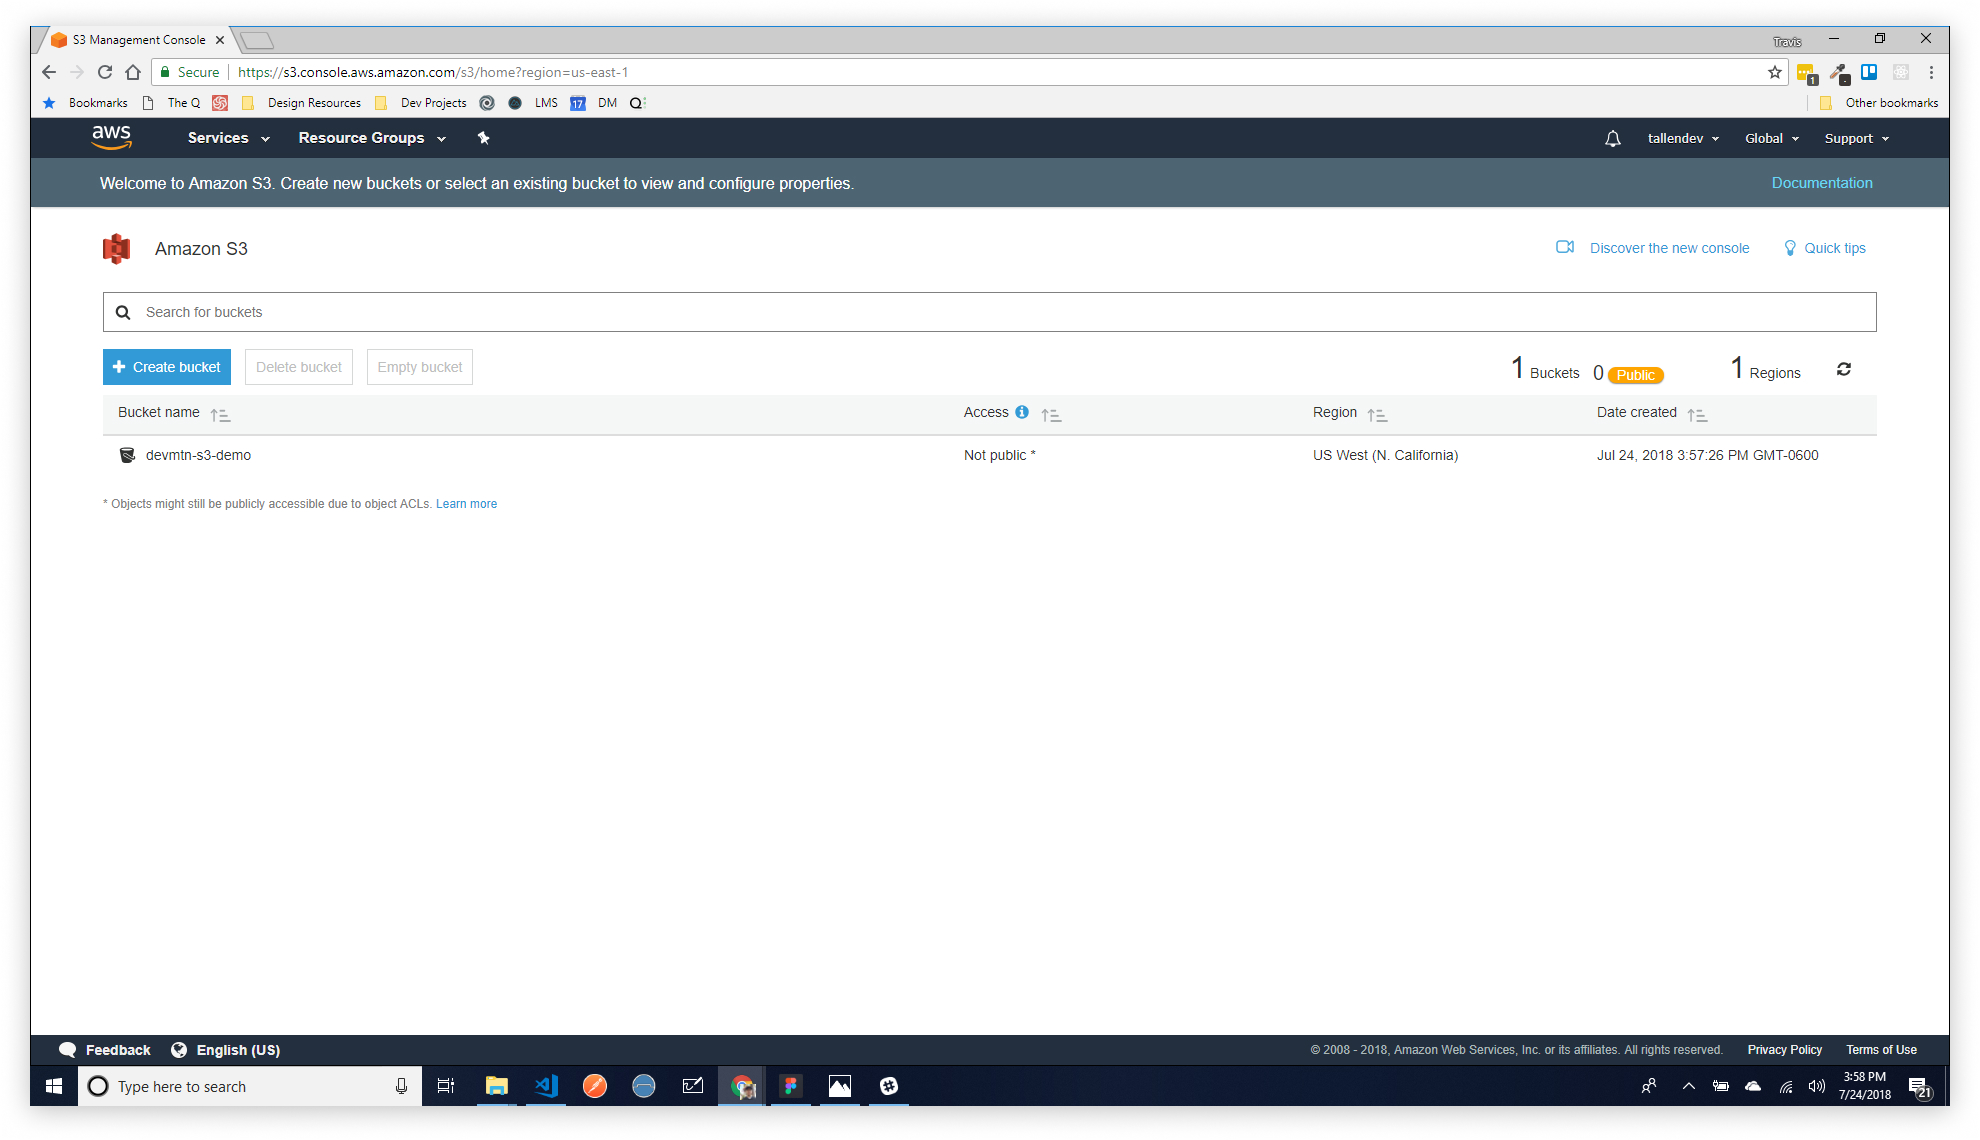 S3 Management Console
Travis
Secure https://s3.console.aws.amazon.com/s3/home?region=us-east-1
1
Bookmarks The Q Design Resources Dev Projects LMS 17 DM Q Other bookmarks
aws Services Resource Groups tallendev Global Support
Welcome to Amazon S3. Create new buckets or select an existing bucket to view and configure properties. Documentation
Amazon S3 Discover the new console Quick tips
Search for buckets
Create bucket Delete bucket Empty bucket 1 Buckets 0 Public 1 Regions
Bucket name Access Region Date created
devmtn-s3-demo Not public * US West (N. California) Jul 24, 2018 3:57:26 PM GMT-0600
* Objects might still be publicly accessible due to object ACLs. Learn more
Feedback English (US) © 2008 - 2018, Amazon Web Services, Inc. or its affiliates. All rights reserved. Privacy Policy Terms of Use
Type here to search 3:58 PM
7/24/2018 21